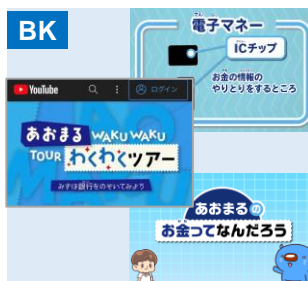 BK
電子マネー
ICチップ
お金の情報の
やりとりをするところ
YouTube
ログイン
あおまる WAKU WAKU
TOUR わくわくツアー
みずほ銀行をのぞいてみよう
あおまるの
お金ってなんだろう